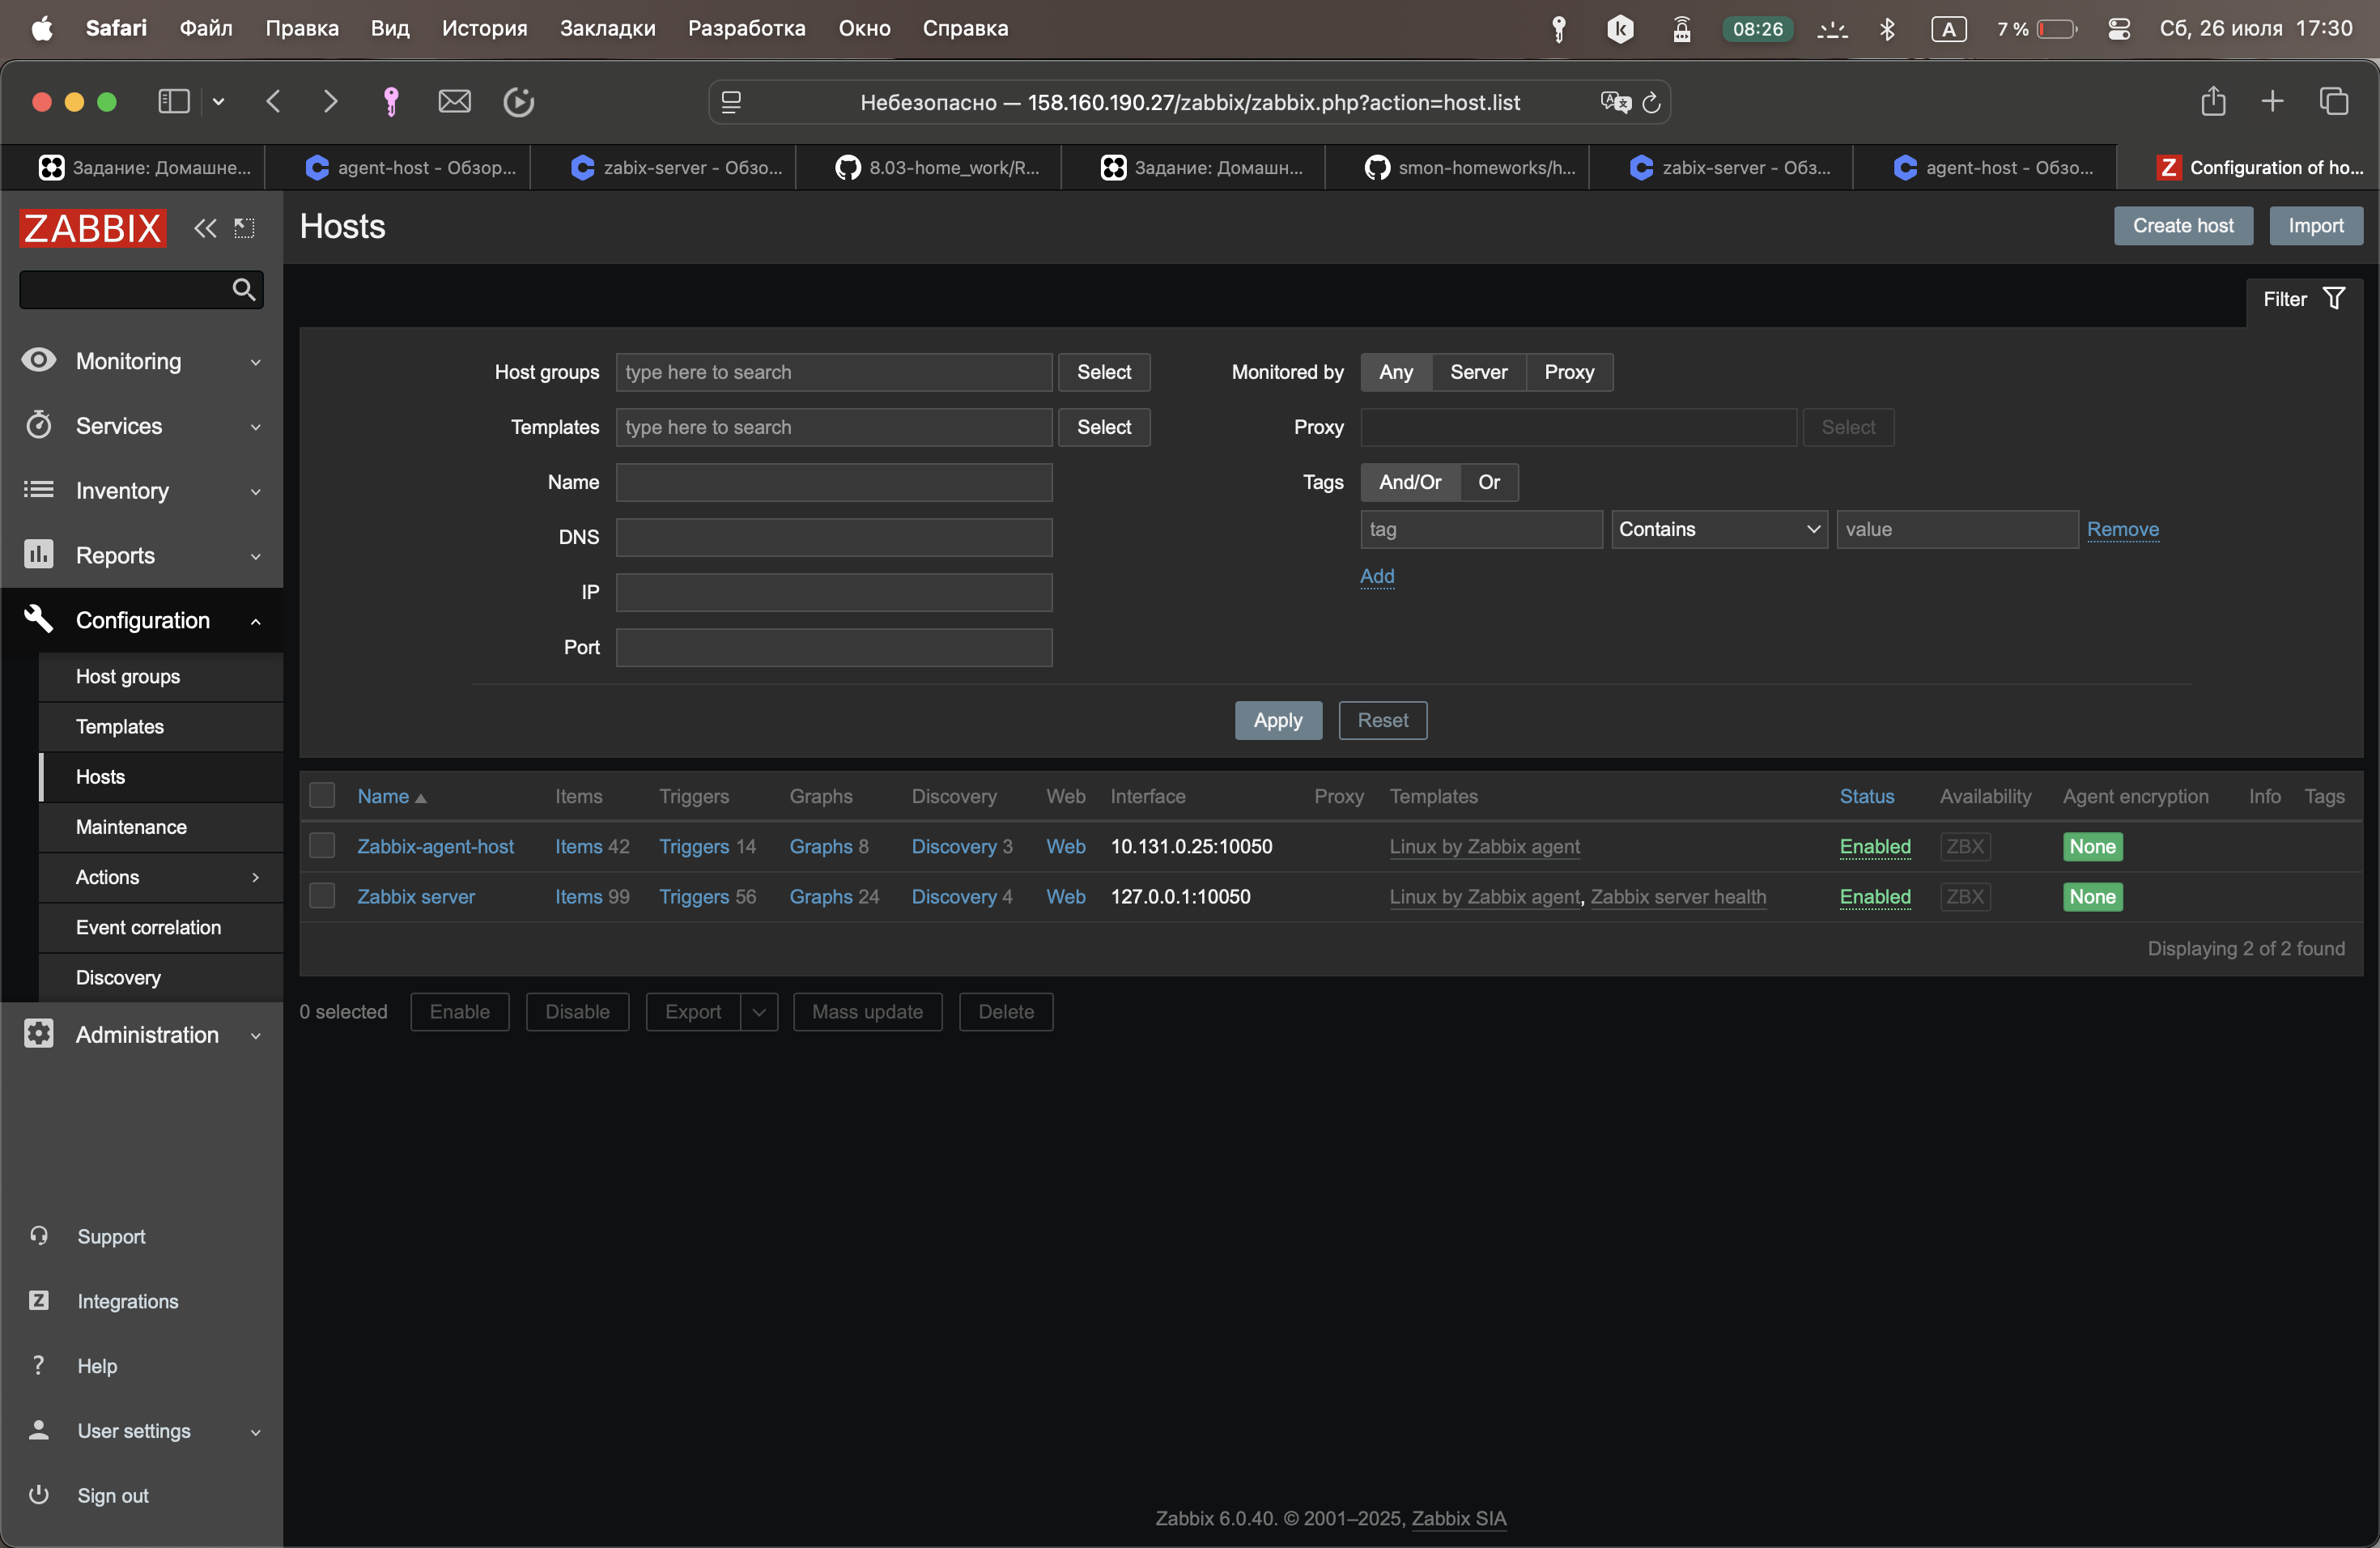 Safari Файл Правка Вид История Закладки Разработка Окно Справка 08:26 A 7 % Сб, 26 июля 17:30
Небезопасно — 158.160.190.27/zabbix/zabbix.php?action=host.list
Задание: Домашне... agent-host - Обзор... zabix-server - Обзо... 8.03-home_work/R... Задание: Домашн... smon-homeworks/h... zabix-server - Обз... agent-host - Обзо... Z Configuration of ho...
ZABBIX
Hosts
Create host Import
Filter
Monitoring
Services
Inventory
Reports
Configuration
Host groups
Templates
Hosts
Maintenance
Actions
Event correlation
Discovery
Administration
Support
Z Integrations
? Help
User settings
Sign out
Host groups type here to search Select
Templates type here to search Select
Name
DNS
IP
Port
Monitored by Any Server Proxy
Proxy Select
Tags And/Or Or
tag Contains value Remove
Add
Apply Reset
Name Items Triggers Graphs Discovery Web Interface Proxy Templates Status Availability Agent encryption Info Tags
Zabbix-agent-host Items 42 Triggers 14 Graphs 8 Discovery 3 Web 10.131.0.25:10050 Linux by Zabbix agent Enabled ZBX None
Zabbix server Items 99 Triggers 56 Graphs 24 Discovery 4 Web 127.0.0.1:10050 Linux by Zabbix agent, Zabbix server health Enabled ZBX None
Displaying 2 of 2 found
0 selected Enable Disable Export Mass update Delete
Zabbix 6.0.40. © 2001–2025, Zabbix SIA